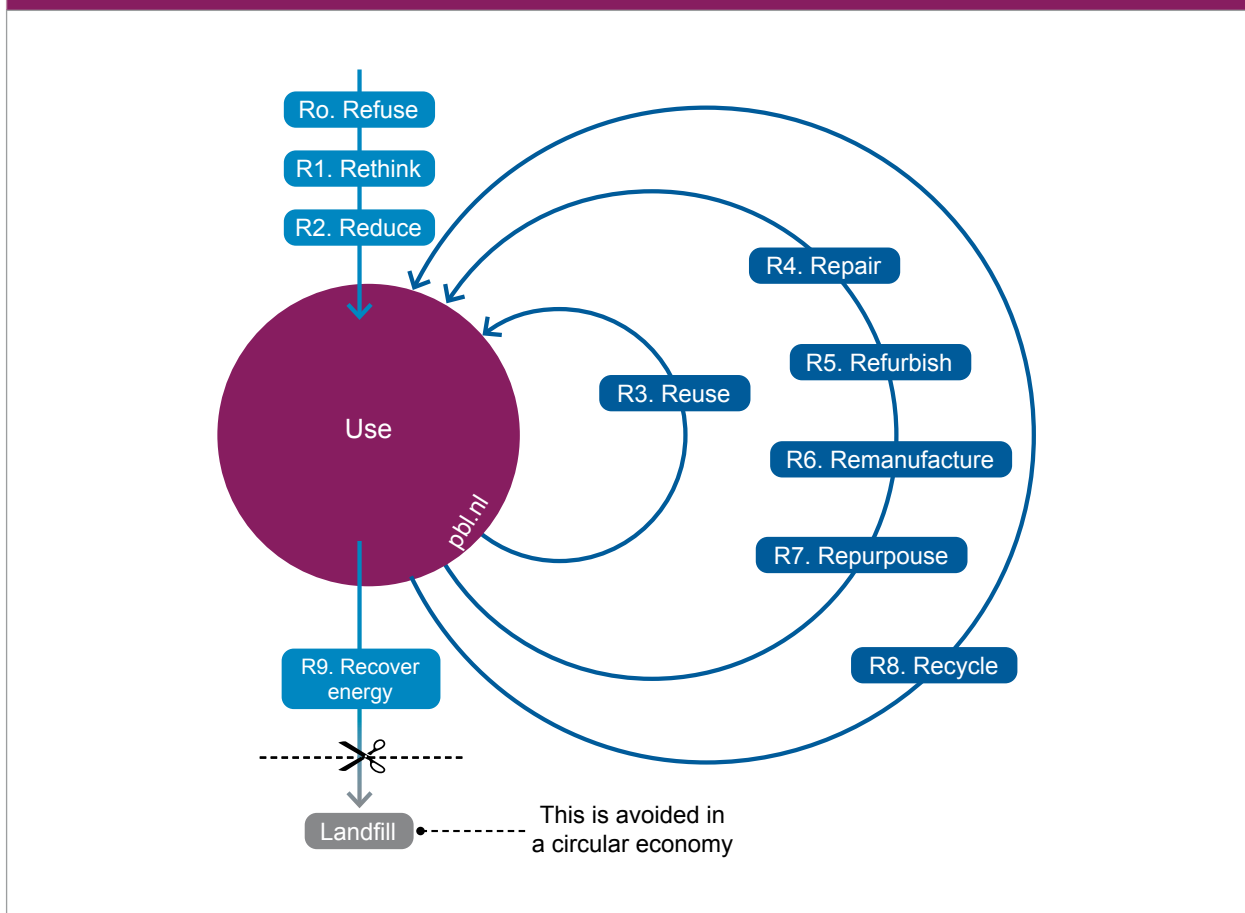 Ro. Refuse
R1. Rethink
R2. Reduce
R4. Repair
R5. Refurbish
R3. Reuse
Use
R6. Remanufacture
pbl.nl
R7. Repurpouse
R8. Recycle
R9. Recover
energy
Landfill
This is avoided in
a circular economy